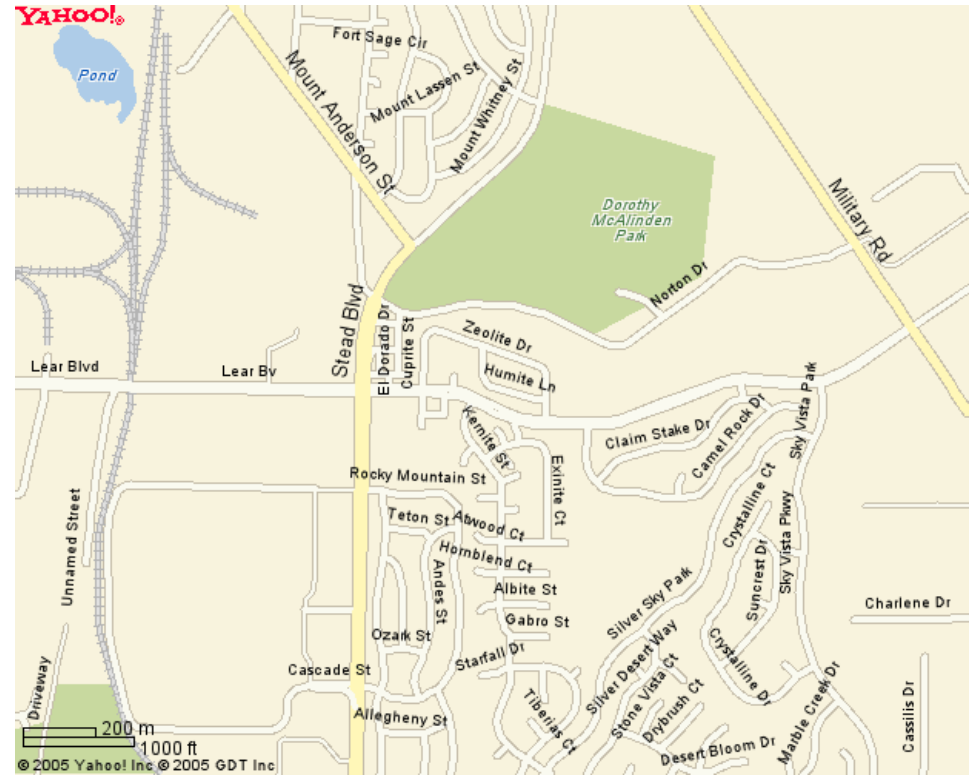 YAHOO!®
Pond
Fort Sage Cir
Mount Lassen St
Mount Whitney St
Mount Anderson St
Military Rd
Dorothy
McAlinden
Park
Norton Dr
Stead Blvd
El Dorado Dr
Cuprite St
Zeolite Dr
Humite Ln
Lear Blvd
Lear Bv
Sky Vista Park
Claim Stake Dr
Camel Rock Dr
Kernite St
Exinite Ct
Rocky Mountain St
Crystalline Ct
Sky Vista Pkwy
Unnamed Street
Teton St
Atwood Ct
Hornblend Ct
Andes St
Albite St
Suncrest Dr
Charlene Dr
Gabro St
Silver Sky Park
Ozark St
Starfall Dr
Silver Desert Way
Crystalline Dr
Cascade St
Stone Vista Ct
Drybrush Ct
Marble Creek Dr
Driveway
Tiberias Ct
Cassilis Dr
Allegheny St
Desert Bloom Dr
200 m
1000 ft
© 2005 Yahoo! Inc © 2005 GDT Inc